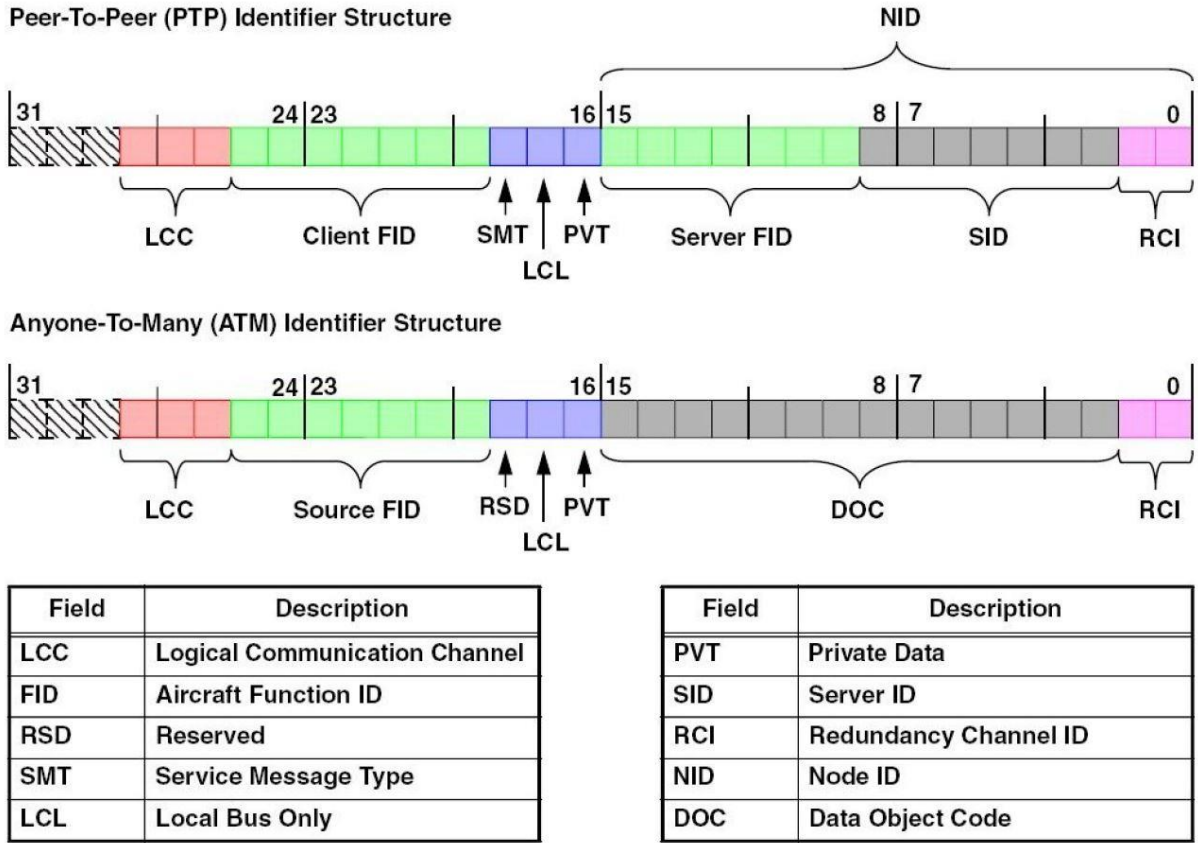 Peer-To-Peer (PTP) Identifier Structure
NID
31 24 23 16 15 8 7 0
LCC Client FID SMT PVT Server FID SID RCI
LCL
Anyone-To-Many (ATM) Identifier Structure
31 24 23 16 15 8 7 0
LCC Source FID RSD PVT DOC RCI
LCL
Field Description
LCC Logical Communication Channel
FID Aircraft Function ID
RSD Reserved
SMT Service Message Type
LCL Local Bus Only
Field Description
PVT Private Data
SID Server ID
RCI Redundancy Channel ID
NID Node ID
DOC Data Object Code